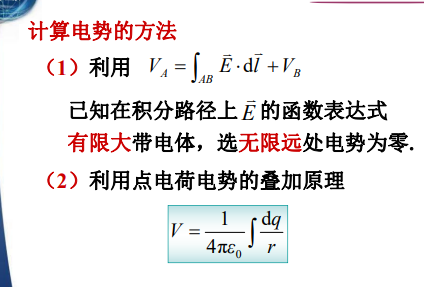 计算电势的方法
（1）利用 $V_A = \int_{AB} \vec{E} \cdot \mathrm{d}\vec{l} + V_B$
已知在积分路径上 $\vec{E}$ 的函数表达式
有限大带电体，选无限远处电势为零.
（2）利用点电荷电势的叠加原理
$V = \frac{1}{4\pi\varepsilon_0} \int \frac{\mathrm{d}q}{r}$